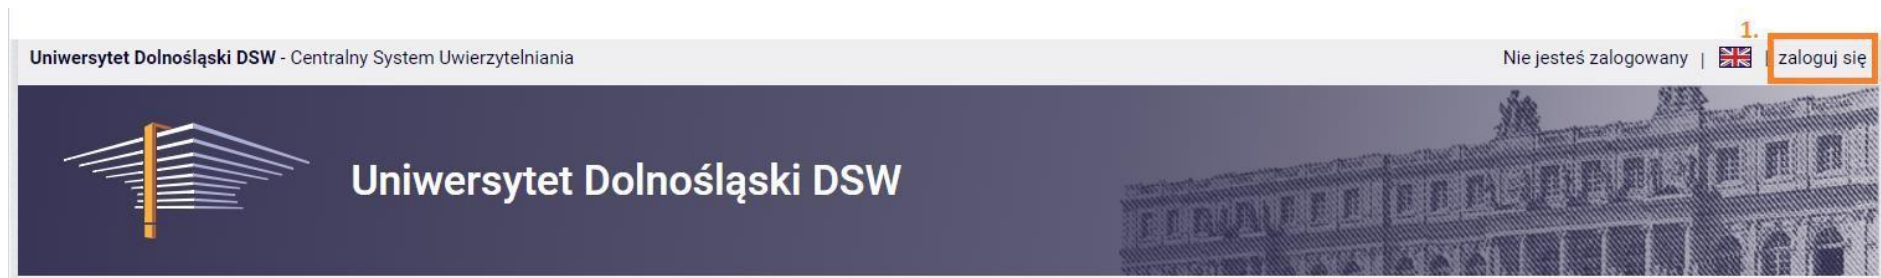 1.
Uniwersytet Dolnośląski DSW - Centralny System Uwierzytelniania
Nie jesteś zalogowany | | zaloguj się
Uniwersytet Dolnośląski DSW